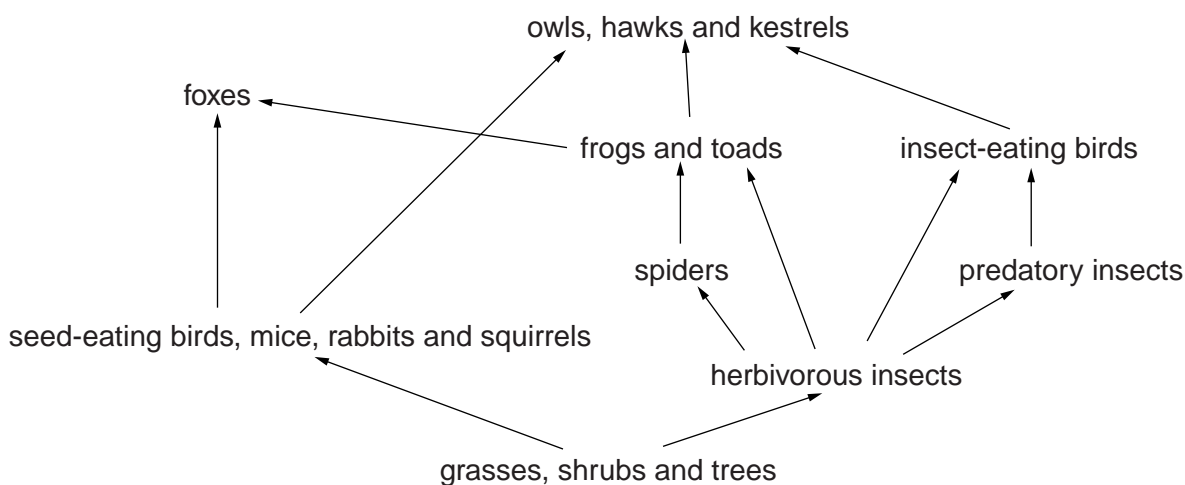 owls, hawks and kestrels
foxes
frogs and toads
insect-eating birds
spiders
predatory insects
seed-eating birds, mice, rabbits and squirrels
herbivorous insects
grasses, shrubs and trees